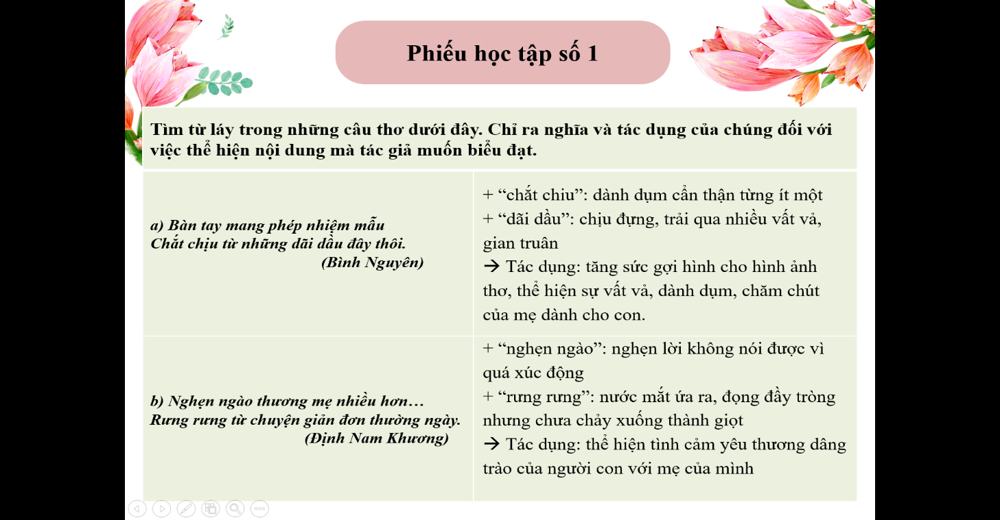 Phiếu học tập số 1
Tìm từ láy trong những câu thơ dưới đây. Chỉ ra nghĩa và tác dụng của chúng đối với
việc thể hiện nội dung mà tác giả muốn biểu đạt.
a) Bàn tay mang phép nhiệm mẫu
Chắt chịu từ những dãi dầu đây thôi.
(Bình Nguyên)
+ “chắt chiu”: dành dụm cẩn thận từng ít một
+ “dãi dầu”: chịu đựng, trải qua nhiều vất vả,
gian truân
→ Tác dụng: tăng sức gợi hình cho hình ảnh
thơ, thể hiện sự vất vả, dành dụm, chăm chút
của mẹ dành cho con.
b) Nghẹn ngào thương mẹ nhiều hơn…
Rưng rưng từ chuyện giản đơn thường ngày.
(Định Nam Khương)
+ “nghẹn ngào”: nghẹn lời không nói được vì
quá xúc động
+ “rưng rưng”: nước mắt ứa ra, đọng đầy tròng
nhưng chưa chảy xuống thành giọt
→ Tác dụng: thể hiện tình cảm yêu thương dâng
trào của người con với mẹ của mình